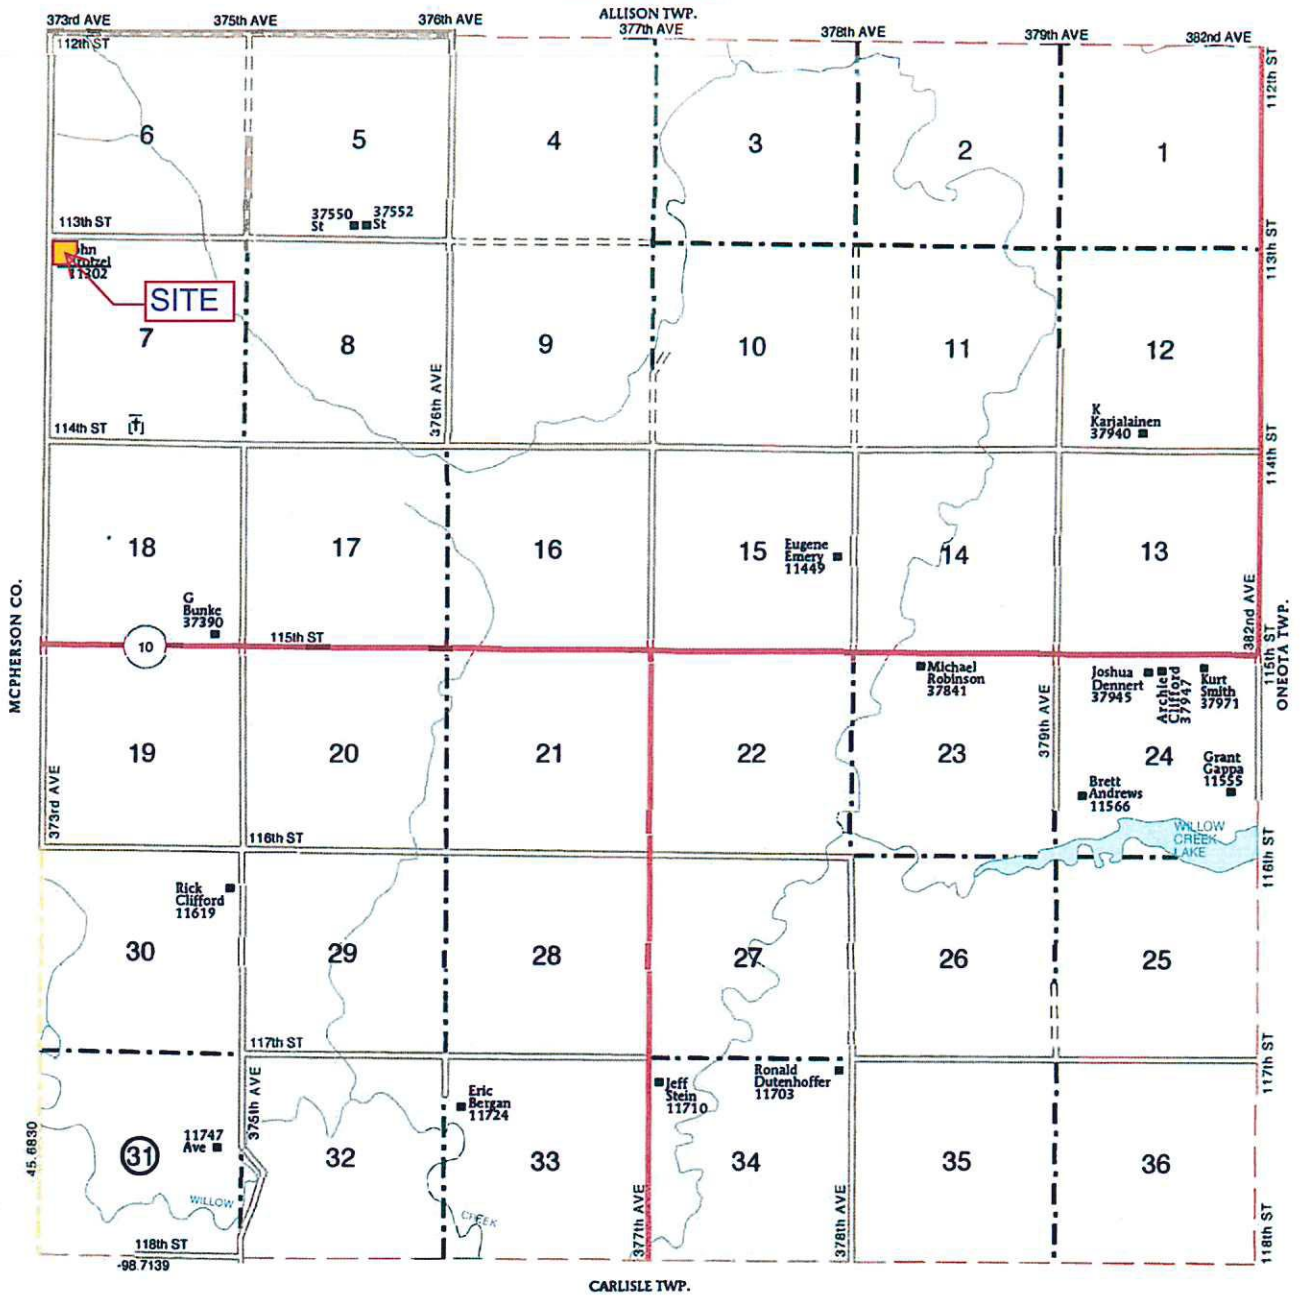 ALLISON TWP.
373rd AVE
375th AVE
376th AVE
377th AVE
378th AVE
379th AVE
382nd AVE
112th ST
112th ST
6
5
4
3
2
1
37550
St
37552
St
113th ST
113th ST
11302
SITE
7
8
9
10
11
12
376th AVE
K
Karjalainen
37940
114th ST
114th ST
18
17
16
15
14
13
Eugene
Emery
11449
G
Bunke
37390
MCPHERSON CO.
10
115th ST
382nd AVE
115th ST
ONEOTA TWP.
Michael
Robinson
37841
Joshua
Dennert
37945
Archie
Clifford
37947
Kurt
Smith
37971
19
20
21
22
23
24
373rd AVE
379th AVE
Grant
Gappa
11555
Brett
Andrews
11566
WILLOW
CREEK
LAKE
116th ST
116th ST
Rick
Clifford
11619
30
29
28
27
26
25
117th ST
117th ST
375th AVE
Eric
Bergan
11724
Jeff
Stein
11710
Ronald
Dutenhoffer
11703
45.6830
31
11747
Ave
32
33
34
35
36
WILLOW
CREEK
377th AVE
378th AVE
118th ST
118th ST
-98.7139
CARLISLE TWP.